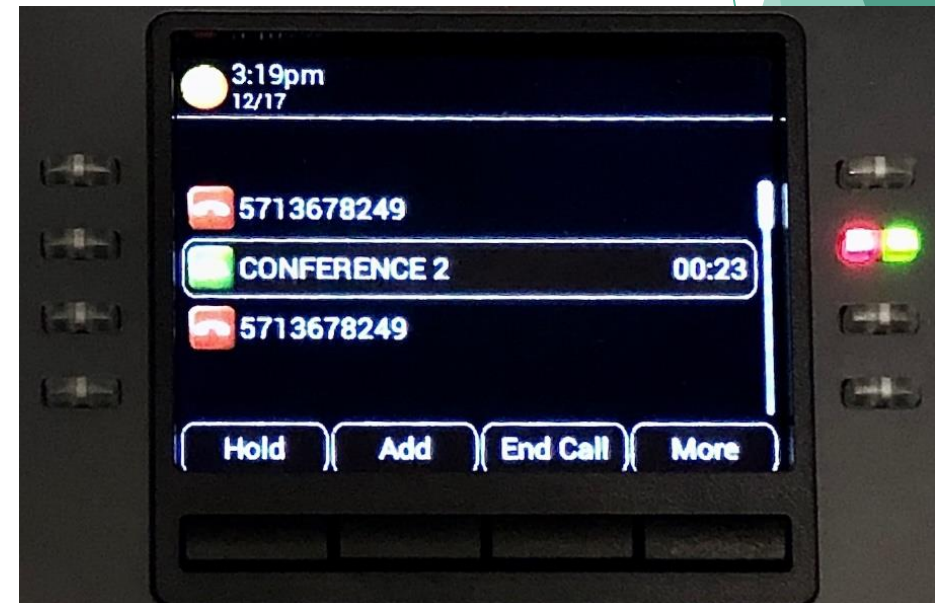 3:19pm
12/17
5713678249
CONFERENCE 2 00:23
5713678249
Hold Add End Call More